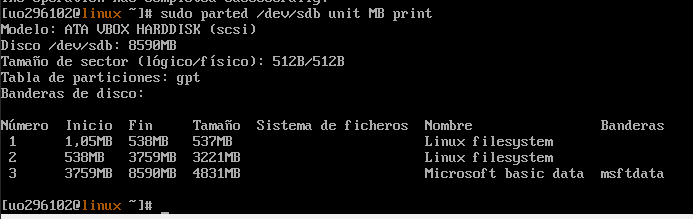 The operation has completed successfully.
[uo296102@linux ~]# sudo parted /dev/sdb unit MB print
Modelo: ATA VBOX HARDDISK (scsi)
Disco /dev/sdb: 8590MB
Tamaño de sector (lógico/físico): 512B/512B
Tabla de particiones: gpt
Banderas de disco:
Número  Inicio  Fin     Tamaño  Sistema de ficheros  Nombre                Banderas
 1      1,05MB  538MB   537MB                        Linux filesystem
 2      538MB   3759MB  3221MB                       Linux filesystem
 3      3759MB  8590MB  4831MB                       Microsoft basic data  msftdata
[uo296102@linux ~]# _